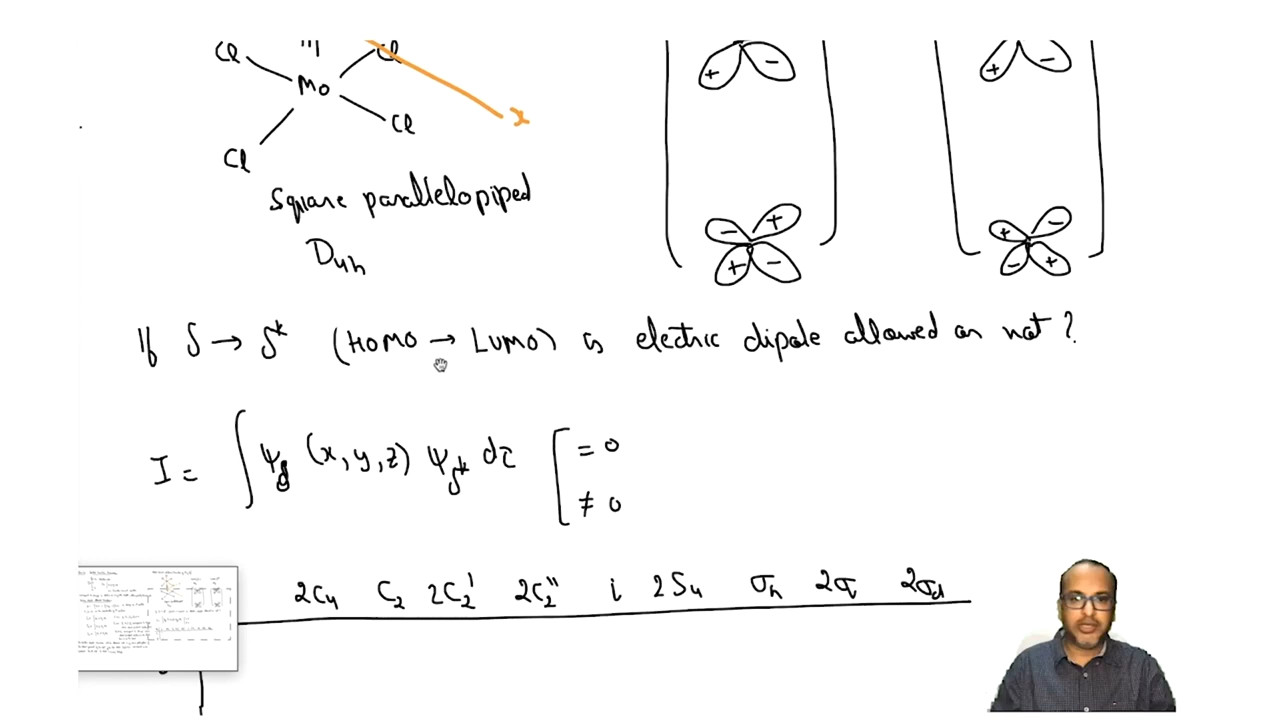 Cl Cl
Mo
Cl
Cl
x
Square parallelopiped
D4h
+ -
+ -
- +
+ -
+ -
- +
If δ → δ* (HOMO → LUMO) is electric dipole allowed or not?
I = ∫ ψδ (x, y, z) ψδ* dτ [ = 0
≠ 0
2C4 C2 2C2' 2C2'' i 2S4 σh 2σv 2σd